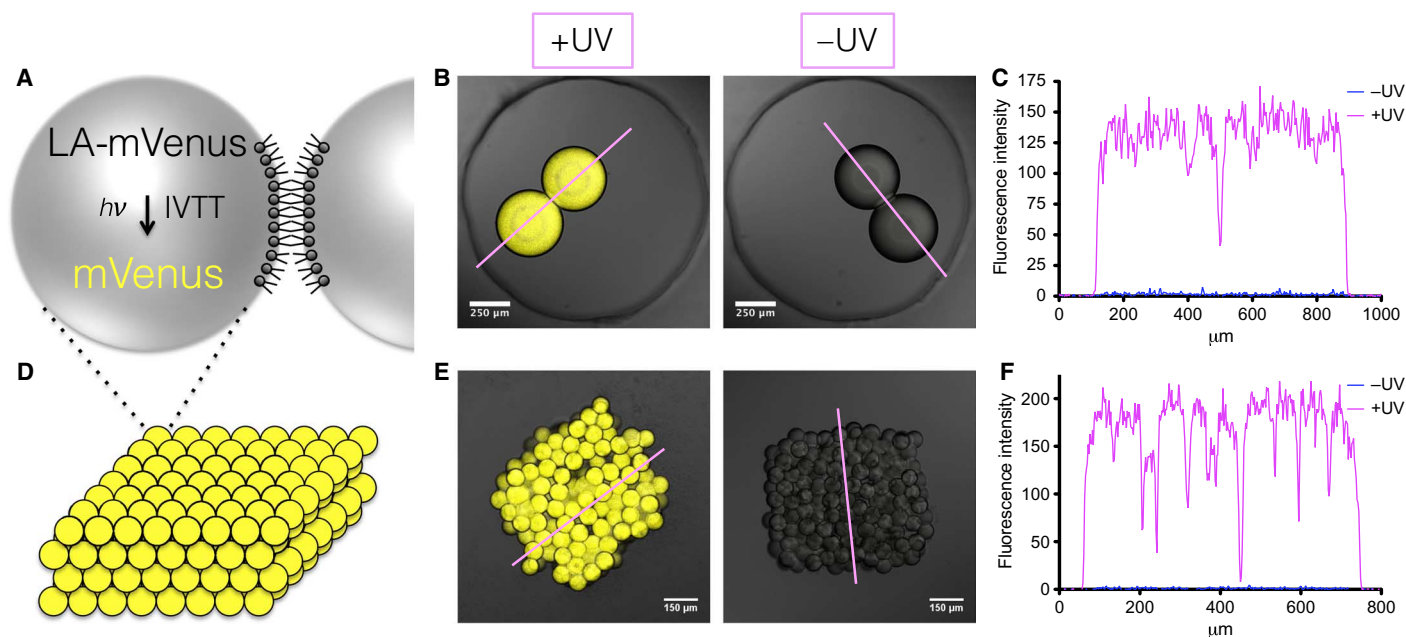 +UV
–UV
A
LA-mVenus
hν
IVTT
mVenus
B
250 µm
250 µm
C
Fluorescence intensity
175
150
125
100
75
50
25
0
0
200
400
600
800
1000
µm
–UV
+UV
D
E
150 µm
150 µm
F
Fluorescence intensity
200
150
100
50
0
0
200
400
600
800
µm
–UV
+UV